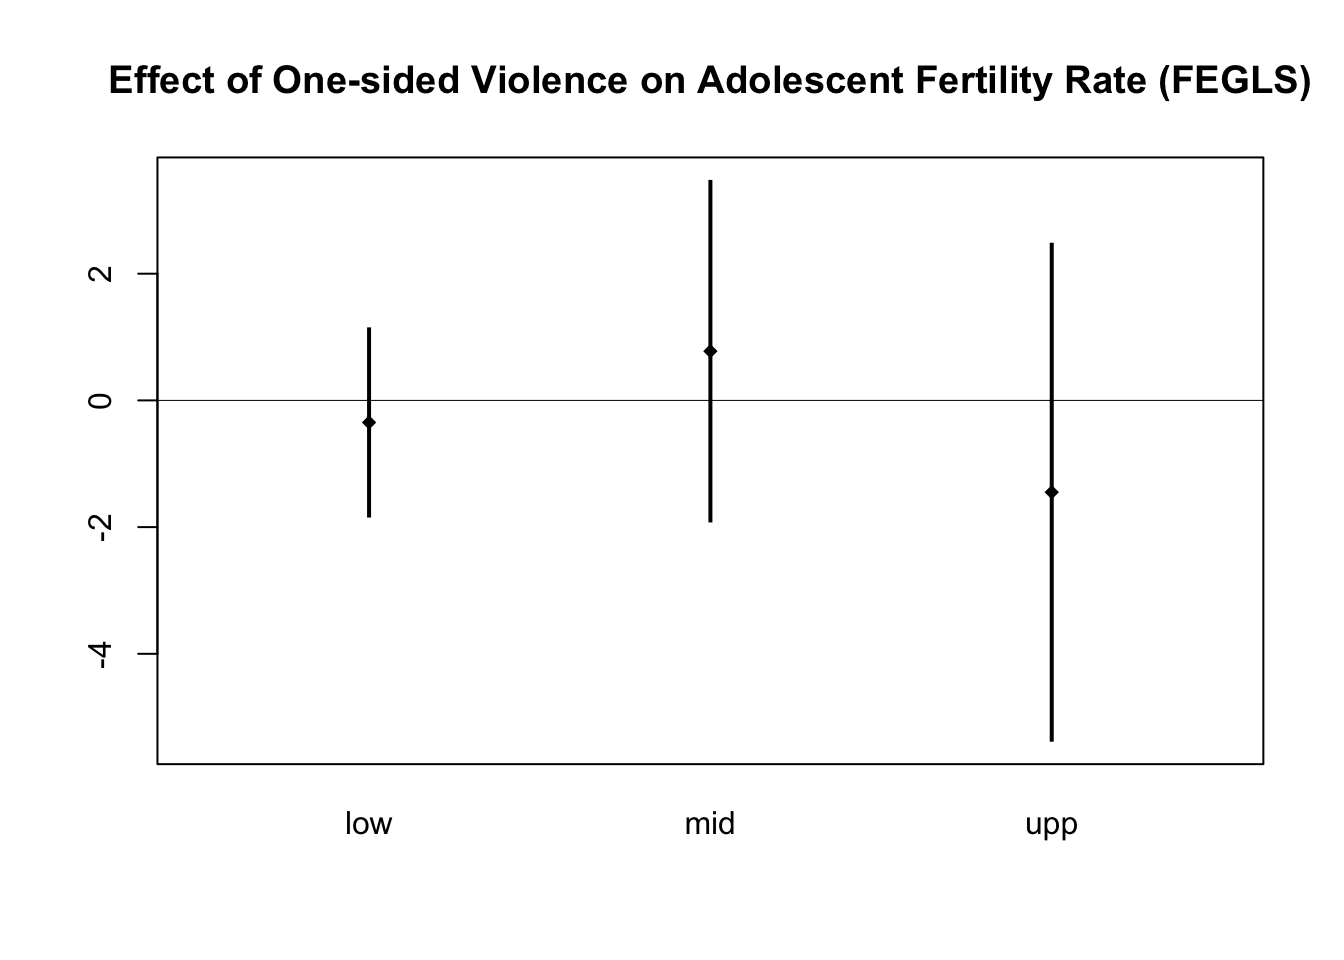 Effect of One-sided Violence on Adolescent Fertility Rate (FEGLS)
2
0
-2
-4
low mid upp